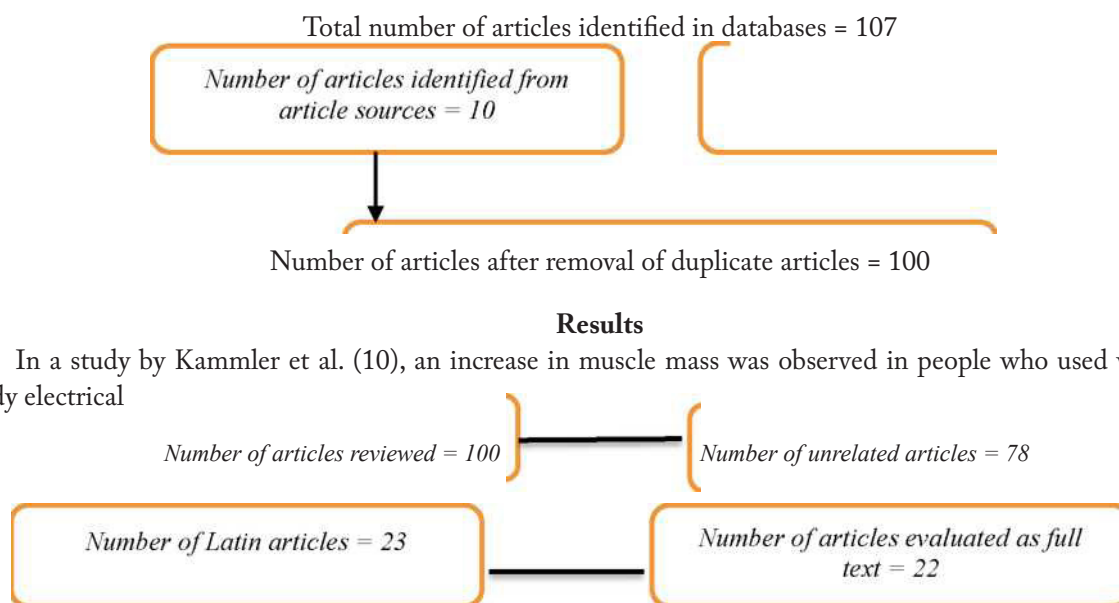 Total number of articles identified in databases = 107
Number of articles identified from
article sources = 10
Number of articles after removal of duplicate articles = 100
Results
In a study by Kammler et al. (10), an increase in muscle mass was observed in people who used
dy electrical
Number of articles reviewed = 100
Number of unrelated articles = 78
Number of Latin articles = 23
Number of articles evaluated as full
text = 22